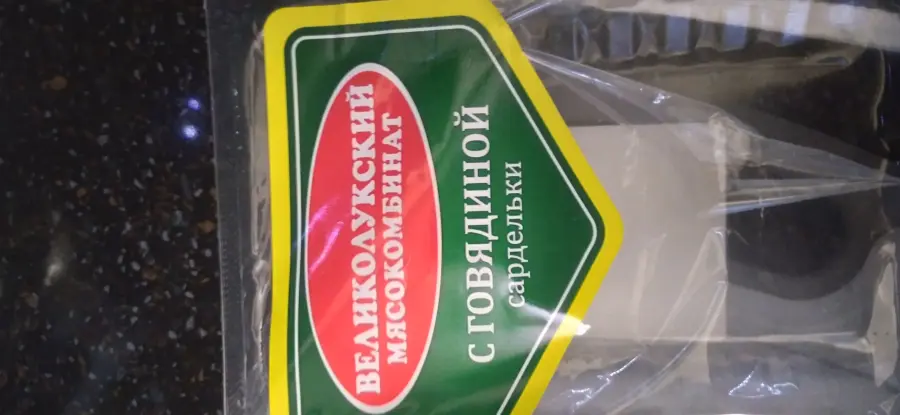 ВЕЛИКОЛУКСКИЙ
МЯСОКОМБИНАТ
С ГОВЯДИНОЙ
сардельки